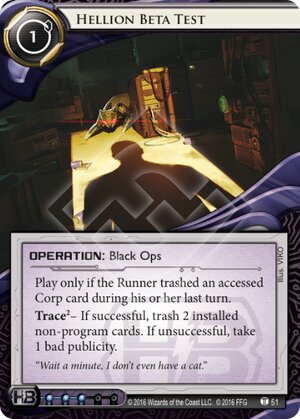 Hellion Beta Test
1
OPERATION: Black Ops
Play only if the Runner trashed an accessed
Corp card during his or her last turn.
Trace²– If successful, trash 2 installed
non-program cards. If unsuccessful, take
1 bad publicity.
"Wait a minute, I don't even have a cat."
Illus. VIKO
HB
© 2016 Wizards of the Coast LLC. © 2016 FFG
51